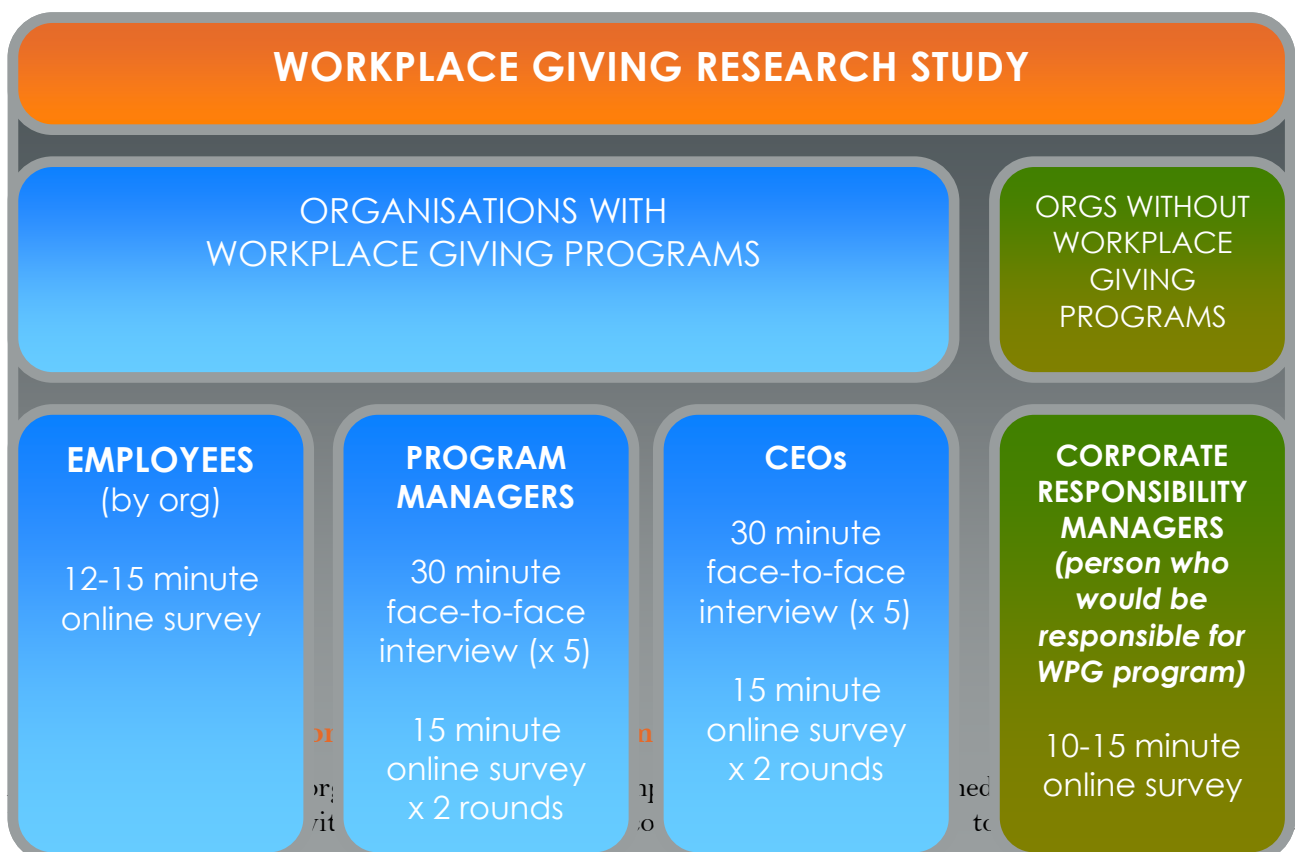 WORKPLACE GIVING RESEARCH STUDY
ORGANISATIONS WITH
WORKPLACE GIVING PROGRAMS
ORGS WITHOUT
WORKPLACE
GIVING
PROGRAMS
EMPLOYEES
(by org)
12-15 minute
online survey
PROGRAM
MANAGERS
30 minute
face-to-face
interview (x 5)
15 minute
online survey
x 2 rounds
CEOs
30 minute
face-to-face
interview (x 5)
15 minute
online survey
x 2 rounds
CORPORATE
RESPONSIBILITY
MANAGERS
(person who
would be
responsible for
WPG program)
10-15 minute
online survey